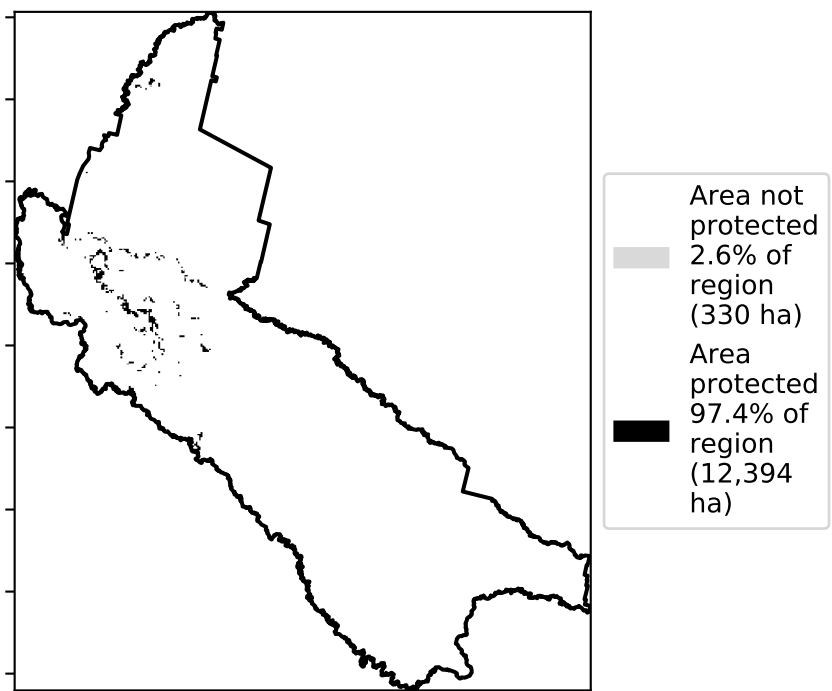 Area not
protected
2.6% of
region
(330 ha)
Area
protected
97.4% of
region
(12,394
ha)